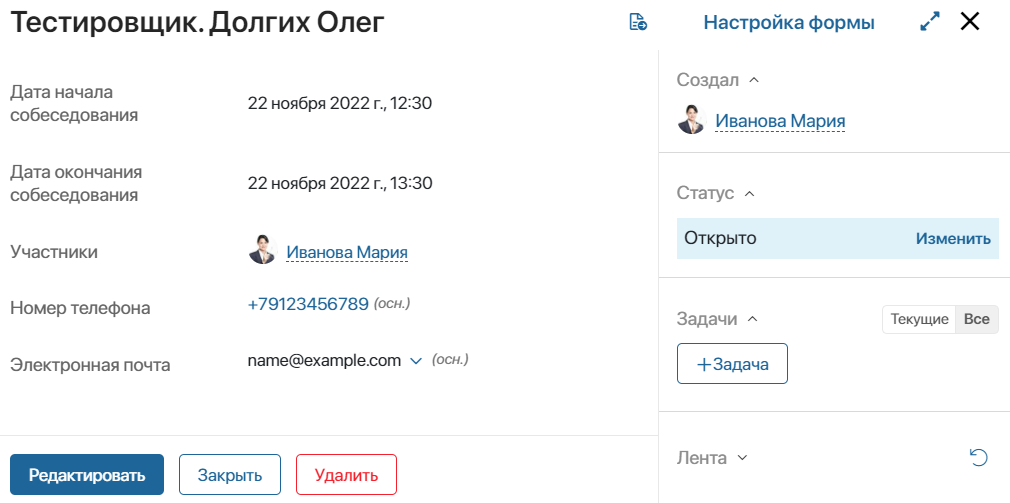 Тестировщик. Долгих Олег
Настройка формы
Дата начала
собеседования
22 ноября 2022 г., 12:30
Дата окончания
собеседования
22 ноября 2022 г., 13:30
Участники
Иванова Мария
Номер телефона
+79123456789 (осн.)
Электронная почта
name@example.com (осн.)
Редактировать
Закрыть
Удалить
Создал
Иванова Мария
Статус
Открыто
Изменить
Задачи
Текущие
Все
+Задача
Лента